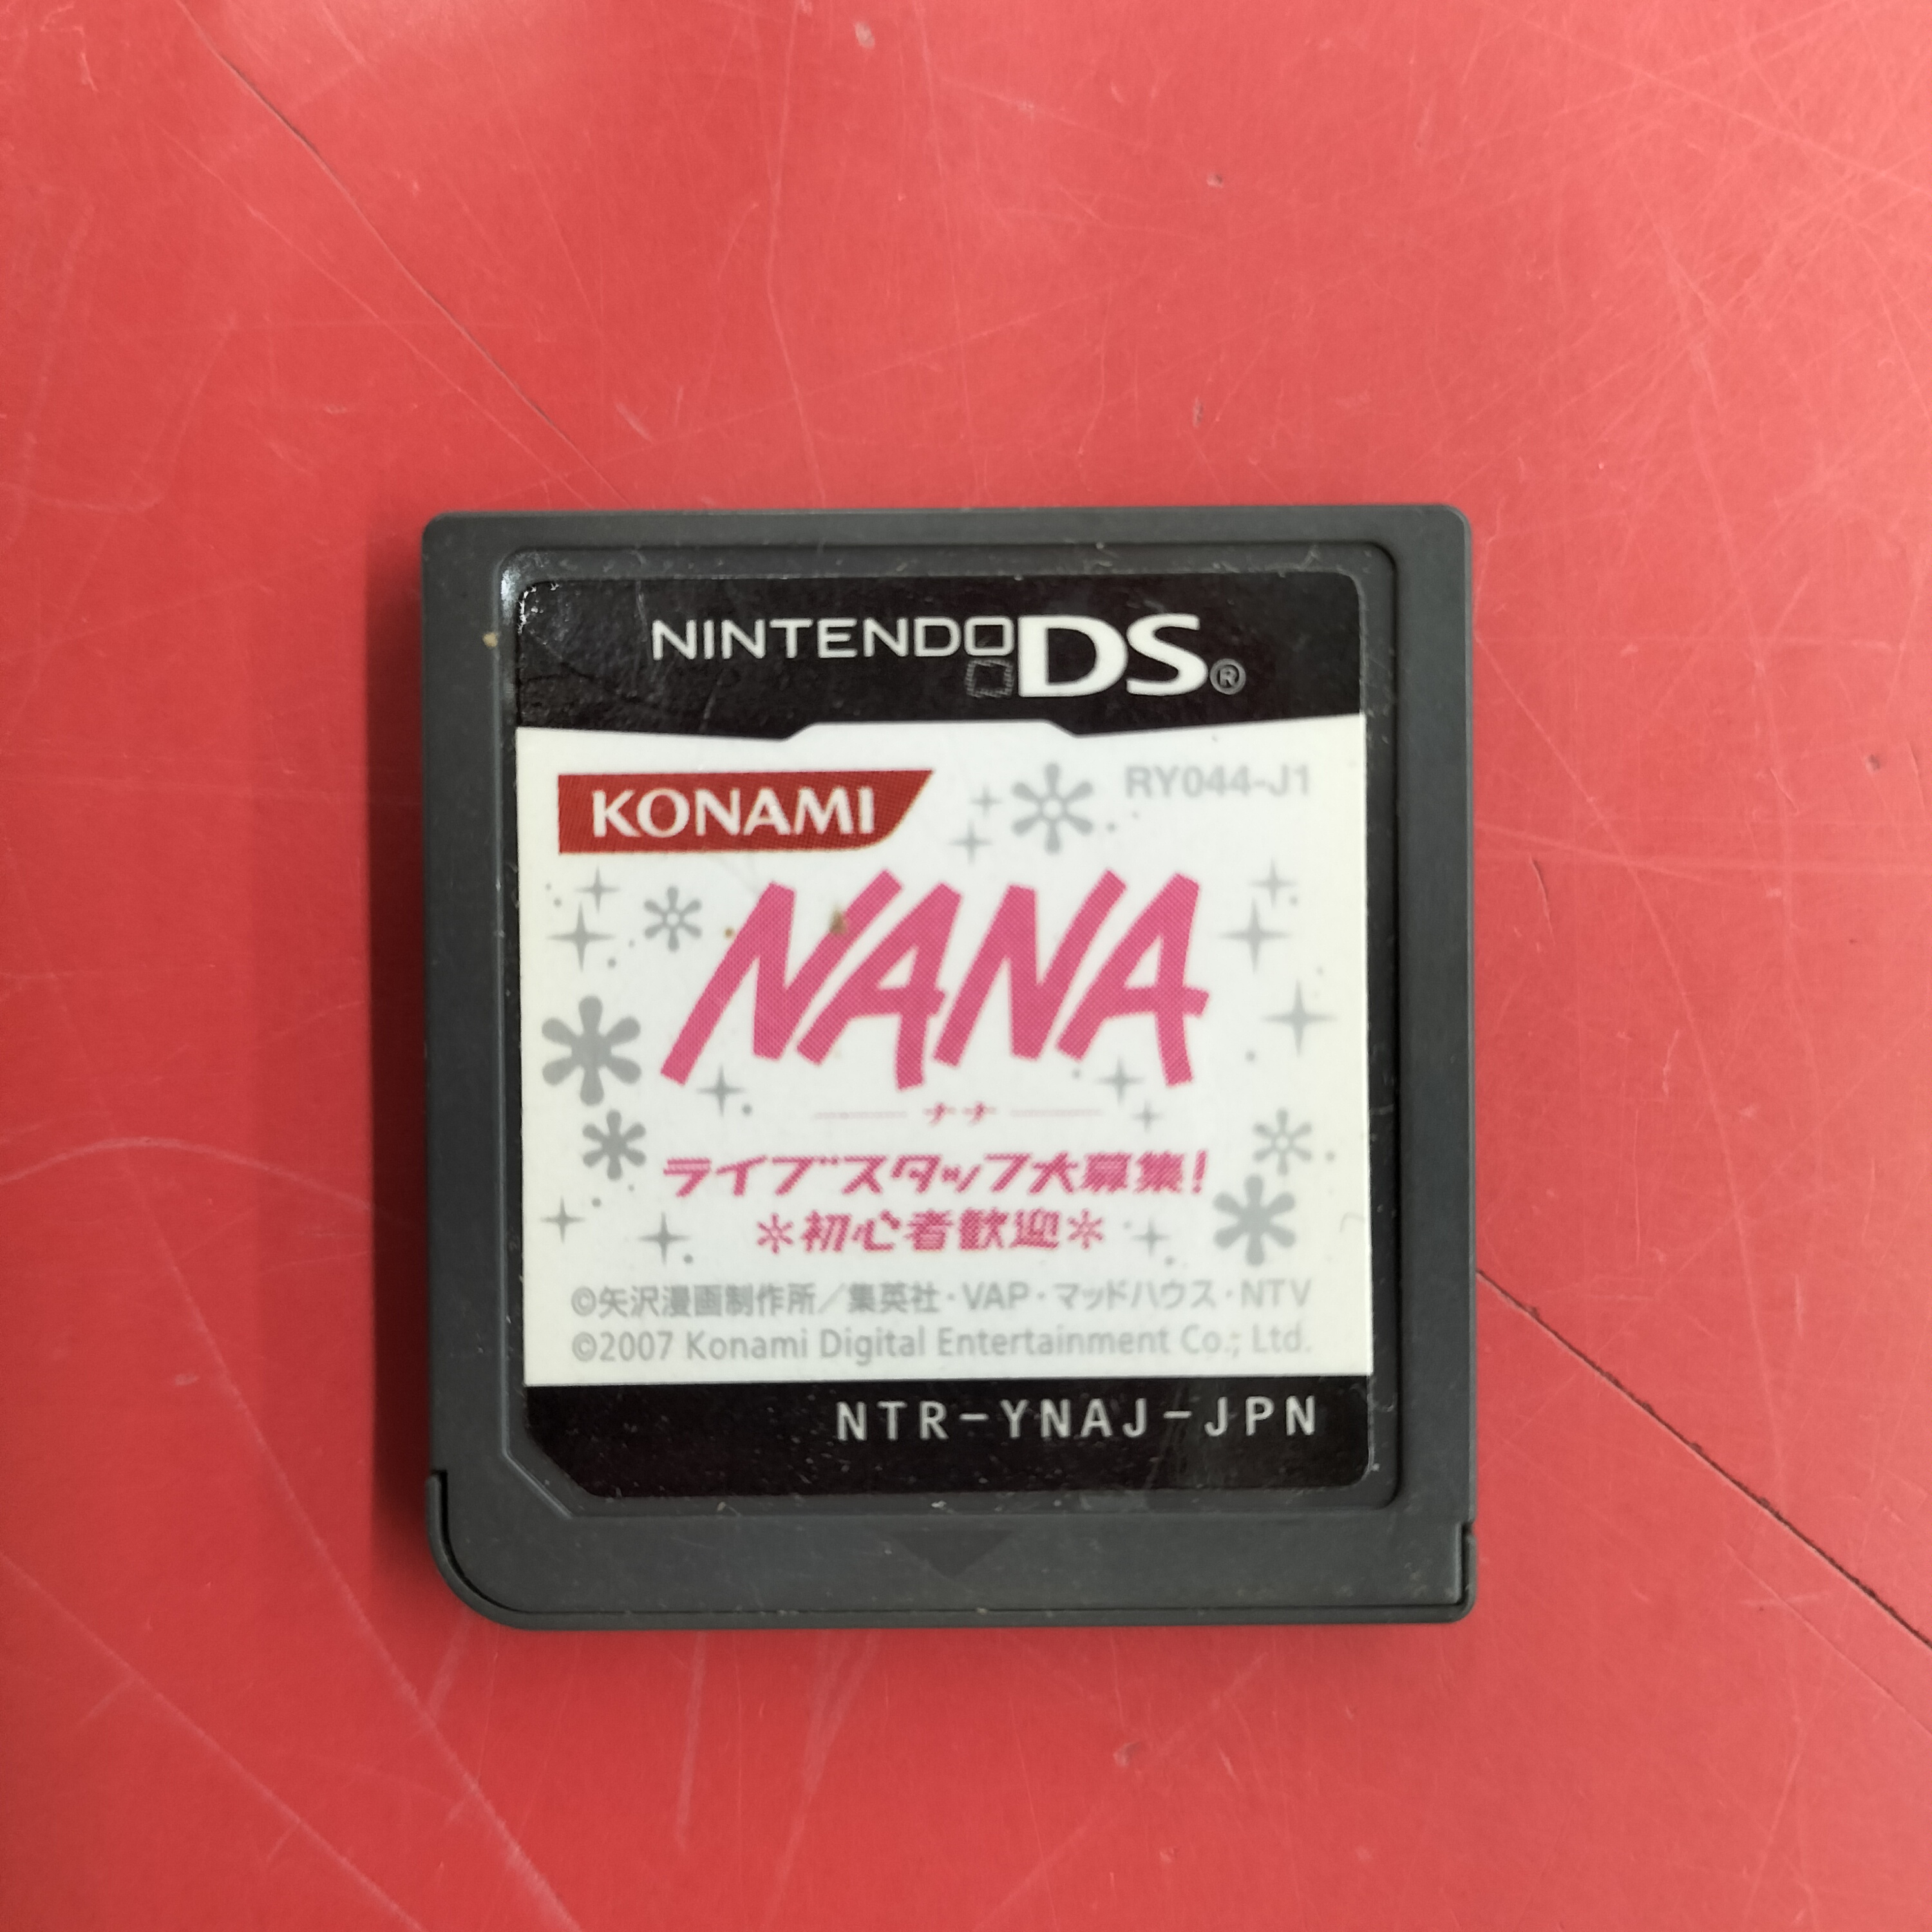 NINTENDO DS®
KONAMI
RY044-J1
NANA
ナナ
ライブスタッフ大募集!
＊初心者歓迎＊
©矢沢漫画制作所／集英社・VAP・マッドハウス・NTV
©2007 Konami Digital Entertainment Co.; Ltd.
NTR-YNAJ-JPN